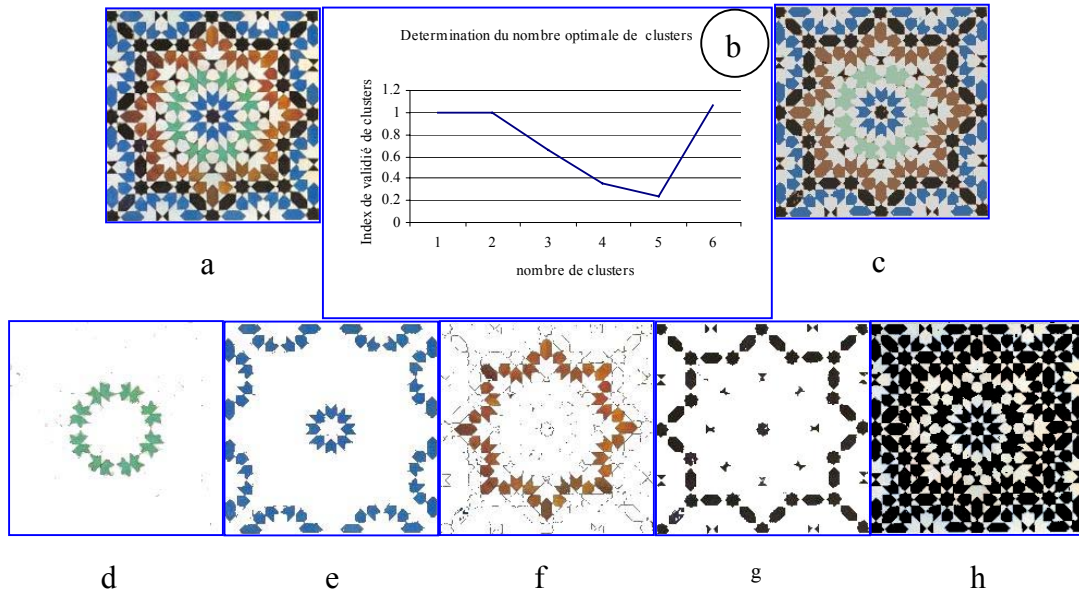 Determination du nombre optimale de clusters
b
Index de validié de clusters
1.2
1
0.8
0.6
0.4
0.2
0
1 2 3 4 5 6
nombre de clusters
a
c
d e f g h